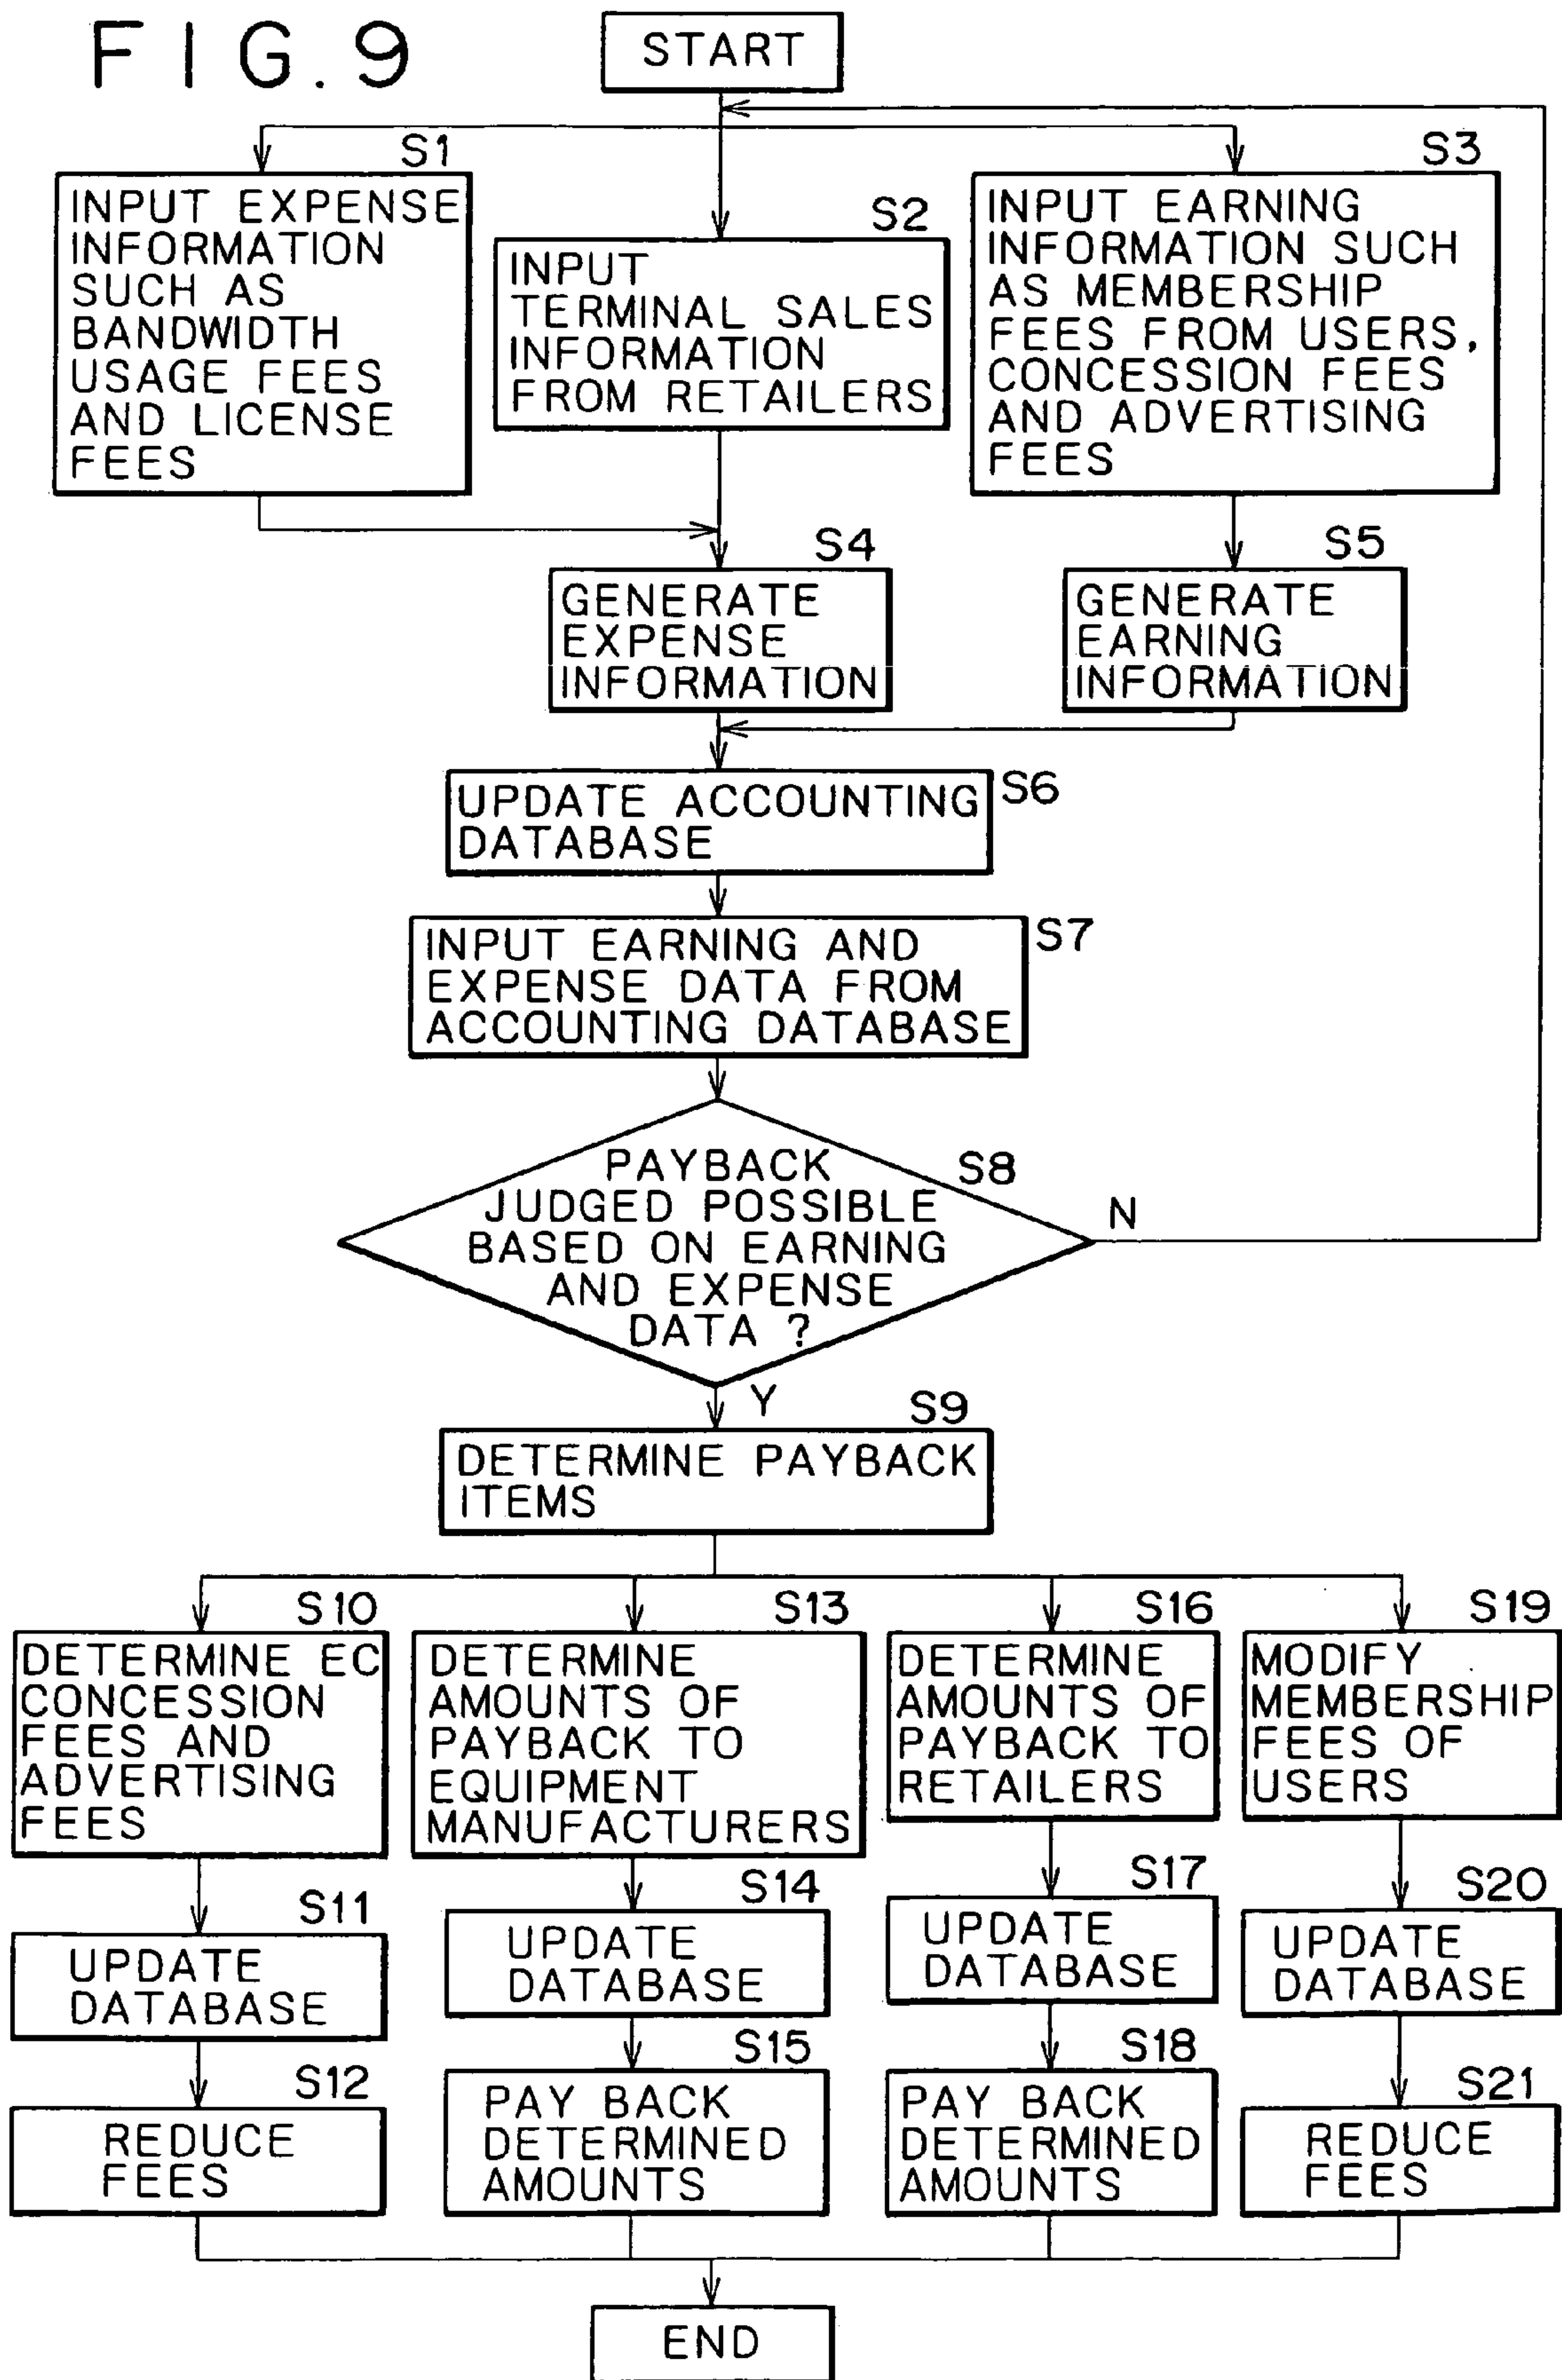 FIG.9
START
S1
INPUT EXPENSE
INFORMATION
SUCH AS
BANDWIDTH
USAGE FEES
AND LICENSE
FEES
S2
INPUT
TERMINAL SALES
INFORMATION
FROM RETAILERS
S3
INPUT EARNING
INFORMATION SUCH
AS MEMBERSHIP
FEES FROM USERS,
CONCESSION FEES
AND ADVERTISING
FEES
S4
GENERATE
EXPENSE
INFORMATION
S5
GENERATE
EARNING
INFORMATION
S6
UPDATE ACCOUNTING
DATABASE
S7
INPUT EARNING AND
EXPENSE DATA FROM
ACCOUNTING DATABASE
S8
PAYBACK
JUDGED POSSIBLE
BASED ON EARNING
AND EXPENSE
DATA ?
N
Y
S9
DETERMINE PAYBACK
ITEMS
S10
DETERMINE EC
CONCESSION
FEES AND
ADVERTISING
FEES
S11
UPDATE
DATABASE
S12
REDUCE
FEES
S13
DETERMINE
AMOUNTS OF
PAYBACK TO
EQUIPMENT
MANUFACTURERS
S14
UPDATE
DATABASE
S15
PAY BACK
DETERMINED
AMOUNTS
S16
DETERMINE
AMOUNTS OF
PAYBACK TO
RETAILERS
S17
UPDATE
DATABASE
S18
PAY BACK
DETERMINED
AMOUNTS
S19
MODIFY
MEMBERSHIP
FEES OF
USERS
S20
UPDATE
DATABASE
S21
REDUCE
FEES
END